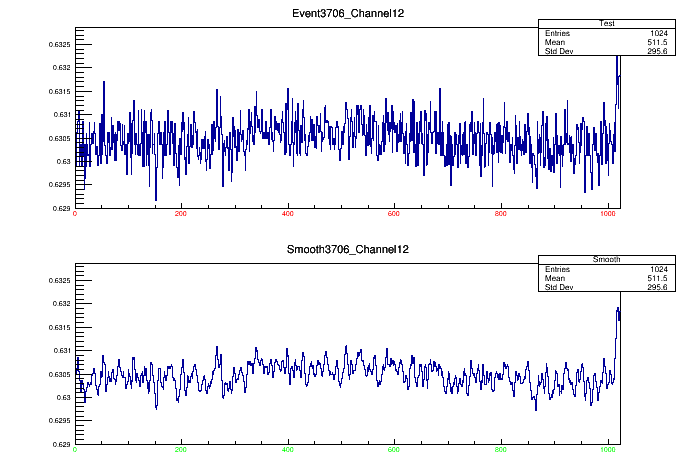 Event3706_Channel12
Test
Entries 1024
Mean 511.5
Std Dev 295.6
0.6325
0.632
0.6315
0.631
0.6305
0.63
0.6295
0.629
0 200 400 600 800 1000
Smooth3706_Channel12
Smooth
Entries 1024
Mean 511.5
Std Dev 295.6
0.6325
0.632
0.6315
0.631
0.6305
0.63
0.6295
0.629
0 200 400 600 800 1000